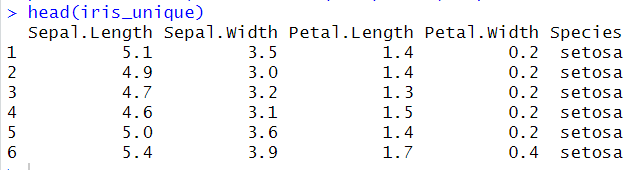 > head(iris_unique)
Sepal.Length Sepal.Width Petal.Length Petal.Width Species
1 5.1 3.5 1.4 0.2 setosa
2 4.9 3.0 1.4 0.2 setosa
3 4.7 3.2 1.3 0.2 setosa
4 4.6 3.1 1.5 0.2 setosa
5 5.0 3.6 1.4 0.2 setosa
6 5.4 3.9 1.7 0.4 setosa